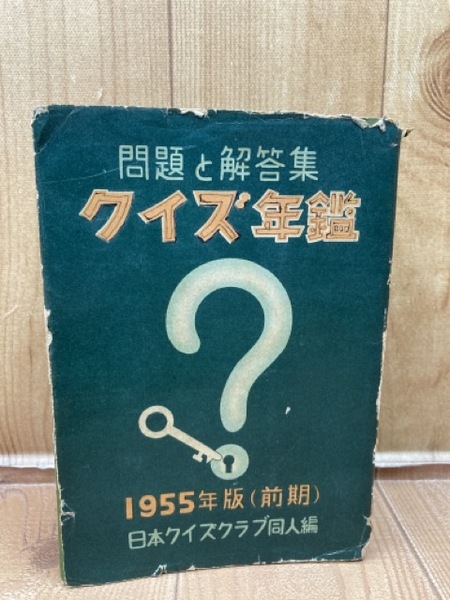 問題と解答集
クイズ年鑑
1955年版(前期)
日本クイズクラブ同人編